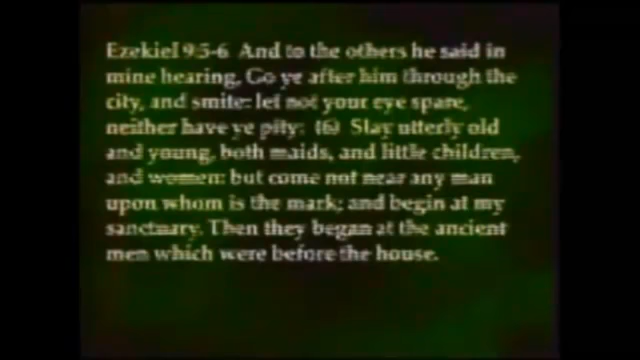 Ezekiel 9:5-6 And to the others he said in
mine hearing, Go ye after him through the
city, and smite: let not your eye spare,
neither have ye pity: (6) Slay utterly old
and young, both maids, and little children,
and women: but come not near any man
upon whom is the mark; and begin at my
sanctuary. Then they began at the ancient
men which were before the house.